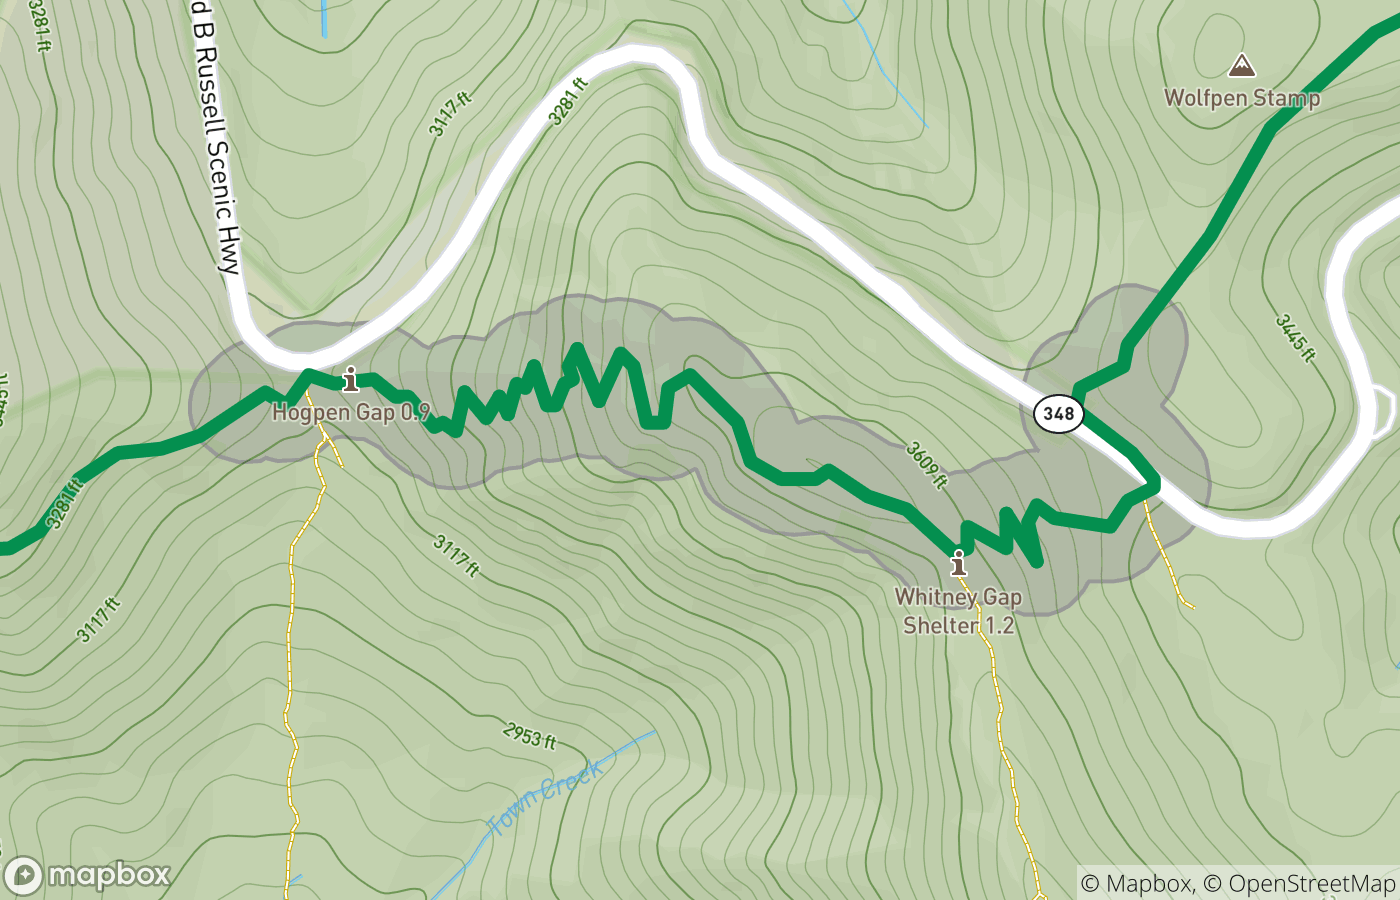 3281 ft
d B Russell Scenic Hwy
3117 ft
3281 ft
Wolfpen Stamp
3445 ft
Hogpen Gap 0.9
348
3609 ft
3281 ft
3117 ft
3117 ft
Whitney Gap
Shelter 1.2
2953 ft
Town Creek
mapbox
© Mapbox, © OpenStreetMap